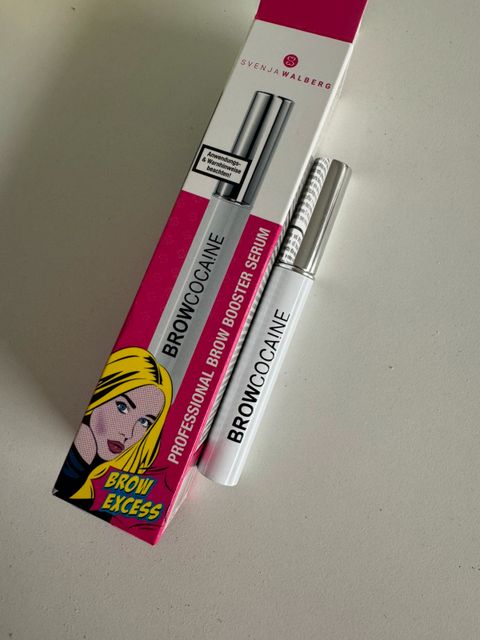 SVENJAWALBERG
Anwendungs-
& Warnhinweise
beachten!
BROWCOCAINE
PROFESSIONAL BROW BOOSTER SERUM
BROW
EXCESS
BROWCOCAINE